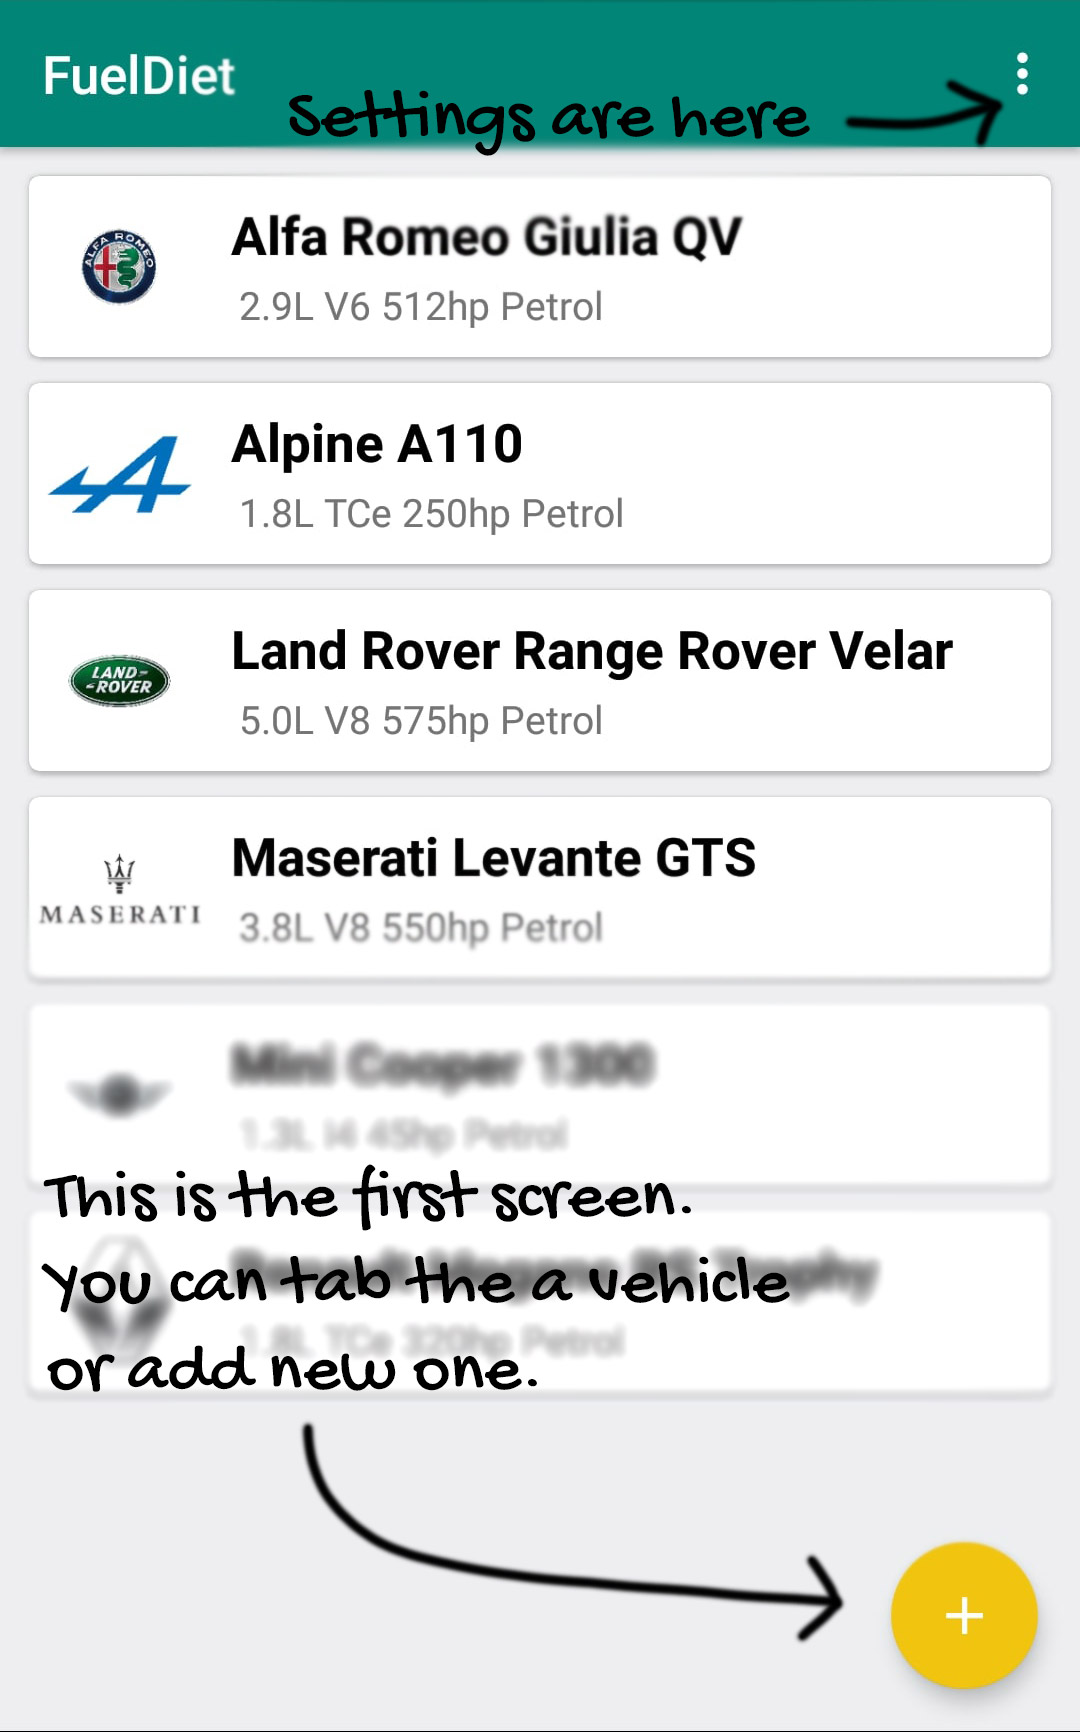 FuelDiet
Settings are here
ALFA ROMEO
Alfa Romeo Giulia QV
2.9L V6 512hp Petrol
Alpine A110
1.8L TCe 250hp Petrol
LAND-
-ROVER
Land Rover Range Rover Velar
5.0L V8 575hp Petrol
MASERATI
Maserati Levante GTS
3.8L V8 550hp Petrol
Mini Cooper 1300
1.3L I4 45hp Petrol
This is the first screen.
You can tab the a vehicle
1.8L TCe 320hp Petrol
or add new one.
+